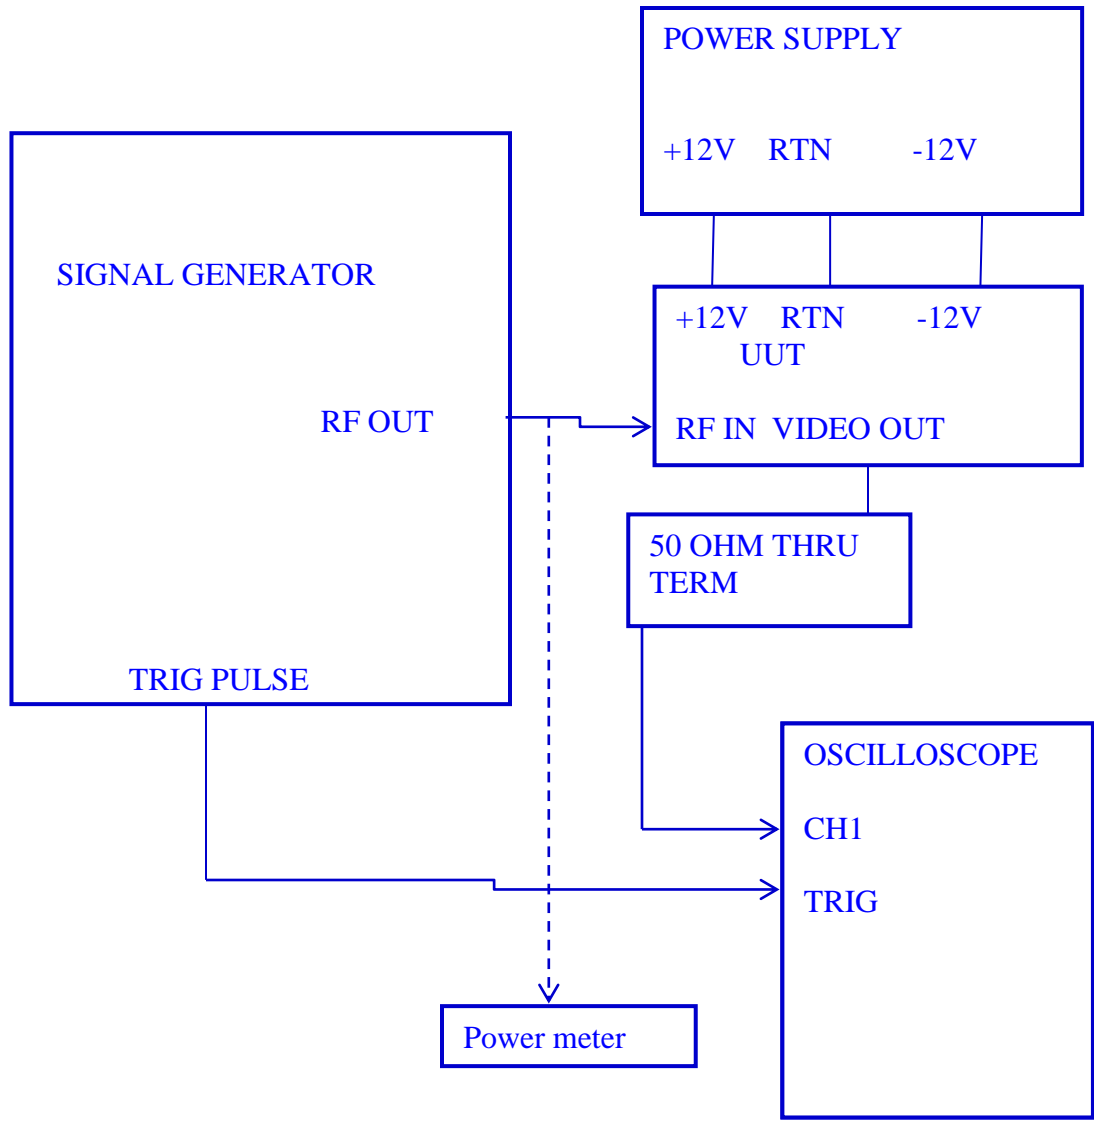 POWER SUPPLY
+12V RTN -12V
SIGNAL GENERATOR
+12V RTN -12V
UUT
RF OUT
RF IN VIDEO OUT
50 OHM THRU
TERM
TRIG PULSE
OSCILLOSCOPE
CH1
TRIG
Power meter